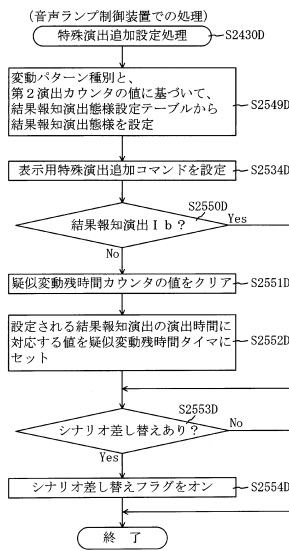 (音声ランプ制御装置での処理)
特殊演出追加設定処理
S2430D
変動パターン種別と、
第2演出カウンタの値に基づいて、
結果報知演出態様設定テーブルから
結果報知演出態様を設定
S2549D
表示用特殊演出追加コマンドを設定
S2534D
S2550D
結果報知演出Ib?
Yes
No
疑似変動残時間カウンタの値をクリア
S2551D
設定される結果報知演出の演出時間に
対応する値を疑似変動残時間タイマに
セット
S2552D
S2553D
シナリオ差し替えあり?
No
Yes
シナリオ差し替えフラグをオン
S2554D
終了